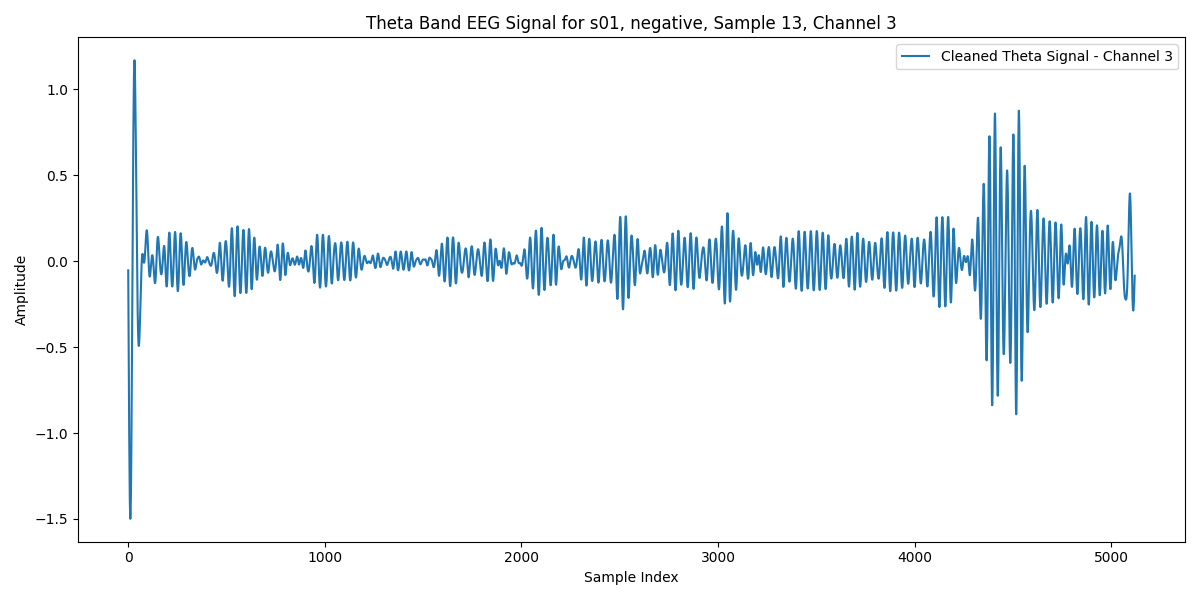 Theta Band EEG Signal for s01, negative, Sample 13, Channel 3
Cleaned Theta Signal - Channel 3
1.0
0.5
0.0
−0.5
−1.0
−1.5
Amplitude
0 1000 2000 3000 4000 5000
Sample Index